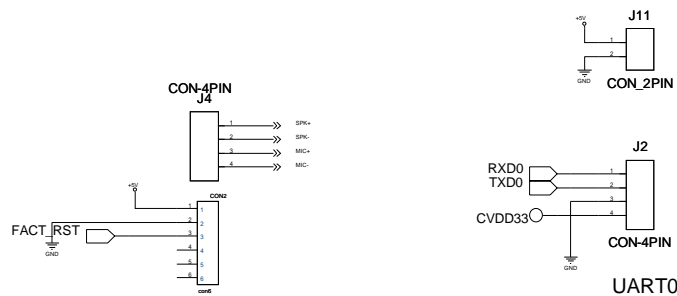 +5V
J11
1
2
GND
CON_2PIN
CON-4PIN
J4
1 SPK+
2 SPK-
3 MIC+
4 MIC-
J2
RXD0 1
TXD0 2
3
CVDD33 4
GND
CON-4PIN
UART0
+5V
CON2
1 1
2 2
FACT_RST 3 3
GND
4 4
5 5
6 6
con6